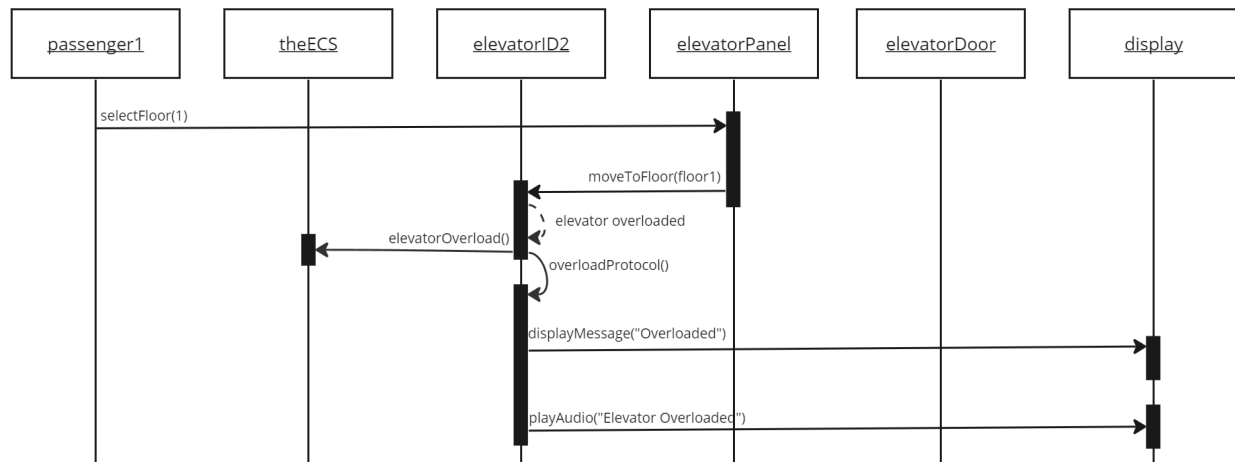 passenger1
theECS
elevatorID2
elevatorPanel
elevatorDoor
display
selectFloor(1)
moveToFloor(floor1)
elevator overloaded
elevatorOverload()
overloadProtocol()
displayMessage("Overloaded")
playAudio("Elevator Overloaded")